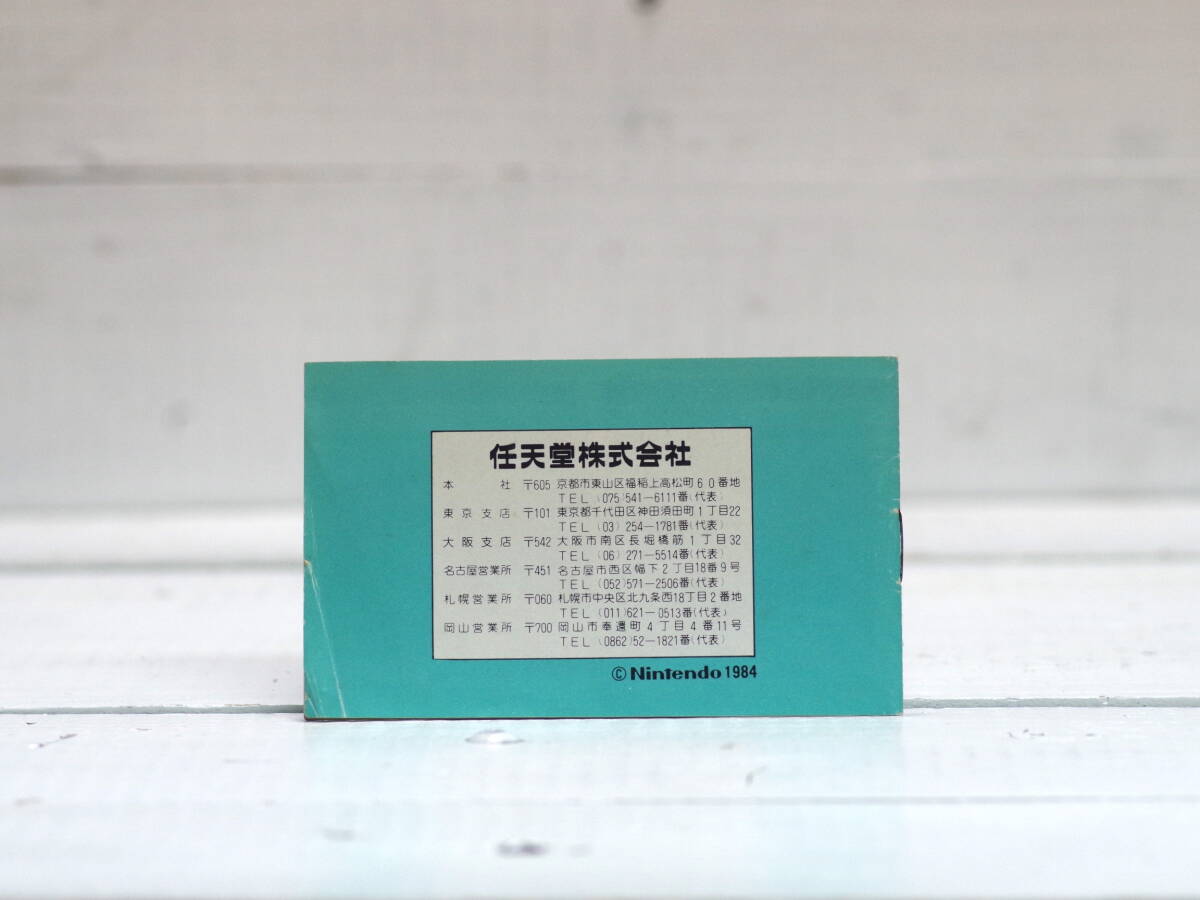 任天堂株式会社
本社 〒605 京都市東山区福稲上高松町60番地
TEL (075)541-6111番(代表)
東京支店 〒101 東京都千代田区神田須田町1丁目22
TEL (03) 254-1781番(代表)
大阪支店 〒542 大阪市南区長堀橋筋1丁目32
TEL (06) 271-5514番(代表)
名古屋営業所 〒451 名古屋市西区幅下2丁目18番9号
TEL (052)571-2506番(代表)
札幌営業所 〒060 札幌市中央区北九条西18丁目2番地
TEL (011)621-0513番(代表)
岡山営業所 〒700 岡山市奉還町4丁目4番11号
TEL (0862)52-1821番(代表)
©Nintendo 1984